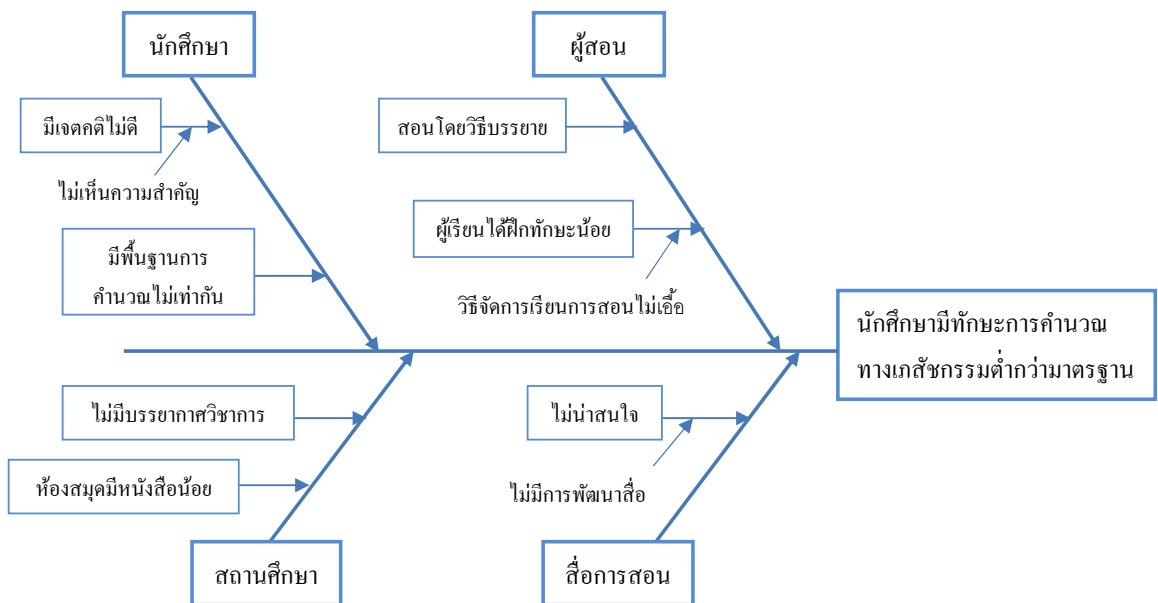 นักศึกษา
ผู้สอน
มีเจตคติไม่ดี
สอนโดยวิธีบรรยาย
ไม่เห็นความสำคัญ
ผู้เรียนได้ฝึกทักษะน้อย
มีพื้นฐานการ
คำนวณไม่เท่ากัน
วิธีจัดการเรียนการสอนไม่เอื้อ
นักศึกษามีทักษะการคำนวณ
ทางเภสัชกรรมต่ำกว่ามาตรฐาน
ไม่มีบรรยากาศวิชาการ
ไม่น่าสนใจ
ห้องสมุดมีหนังสือน้อย
ไม่มีการพัฒนาสื่อ
สถานศึกษา
สื่อการสอน